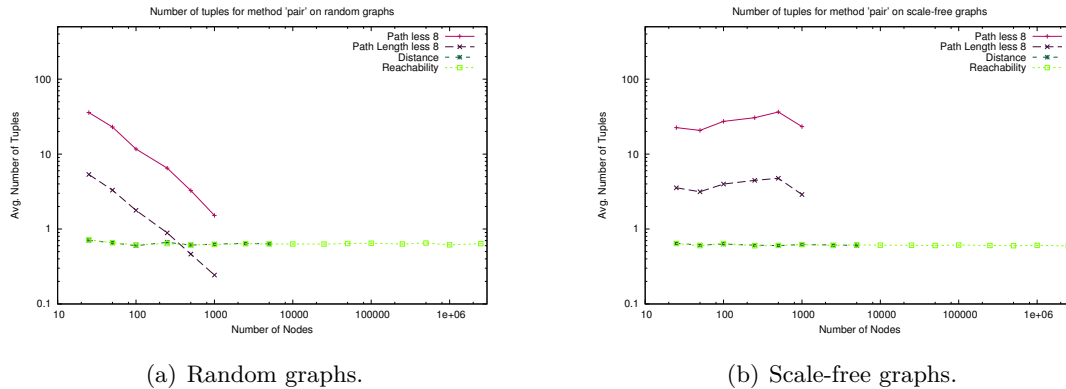 Number of tuples for method 'pair' on random graphs
Path less 8
Path Length less 8
Distance
Reachability
100
10
1
0.1
Avg. Number of Tuples
10 100 1000 10000 100000 1e+06
Number of Nodes
(a) Random graphs.
Number of tuples for method 'pair' on scale-free graphs
Path less 8
Path Length less 8
Distance
Reachability
100
10
1
0.1
Avg. Number of Tuples
10 100 1000 10000 100000 1e+06
Number of Nodes
(b) Scale-free graphs.